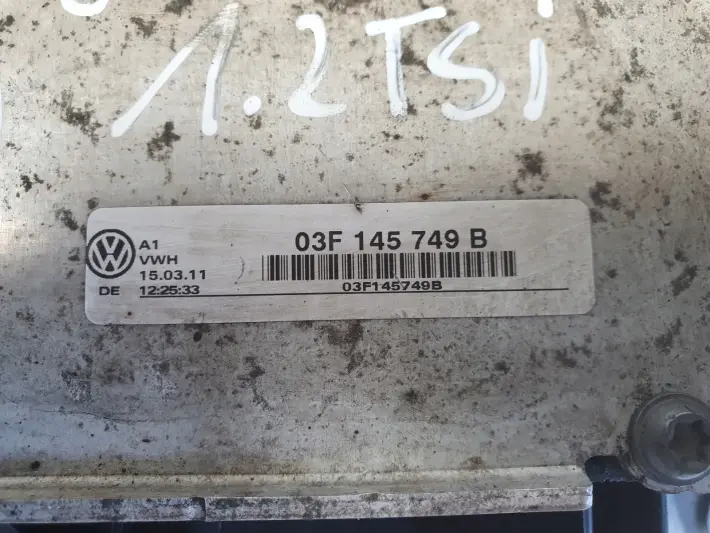 1.2TSi
A1
VWH
15.03.11
DE 12:25:33
03F 145 749 B
03F145749B